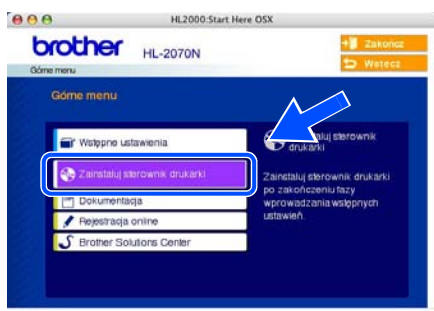 HL2000:Start Here OSX
brother HL-2070N
Zakończ
Wstecz
Górne menu
Górne menu
Wstępne ustawienia
Zainstaluj sterownik drukarki
Dokumentacja
Rejestracja online
Brother Solutions Center
sterownik
drukarki
Zainstaluj sterownik drukarki
po zakończeniu fazy
wprowadzania wstępnych
ustawień.